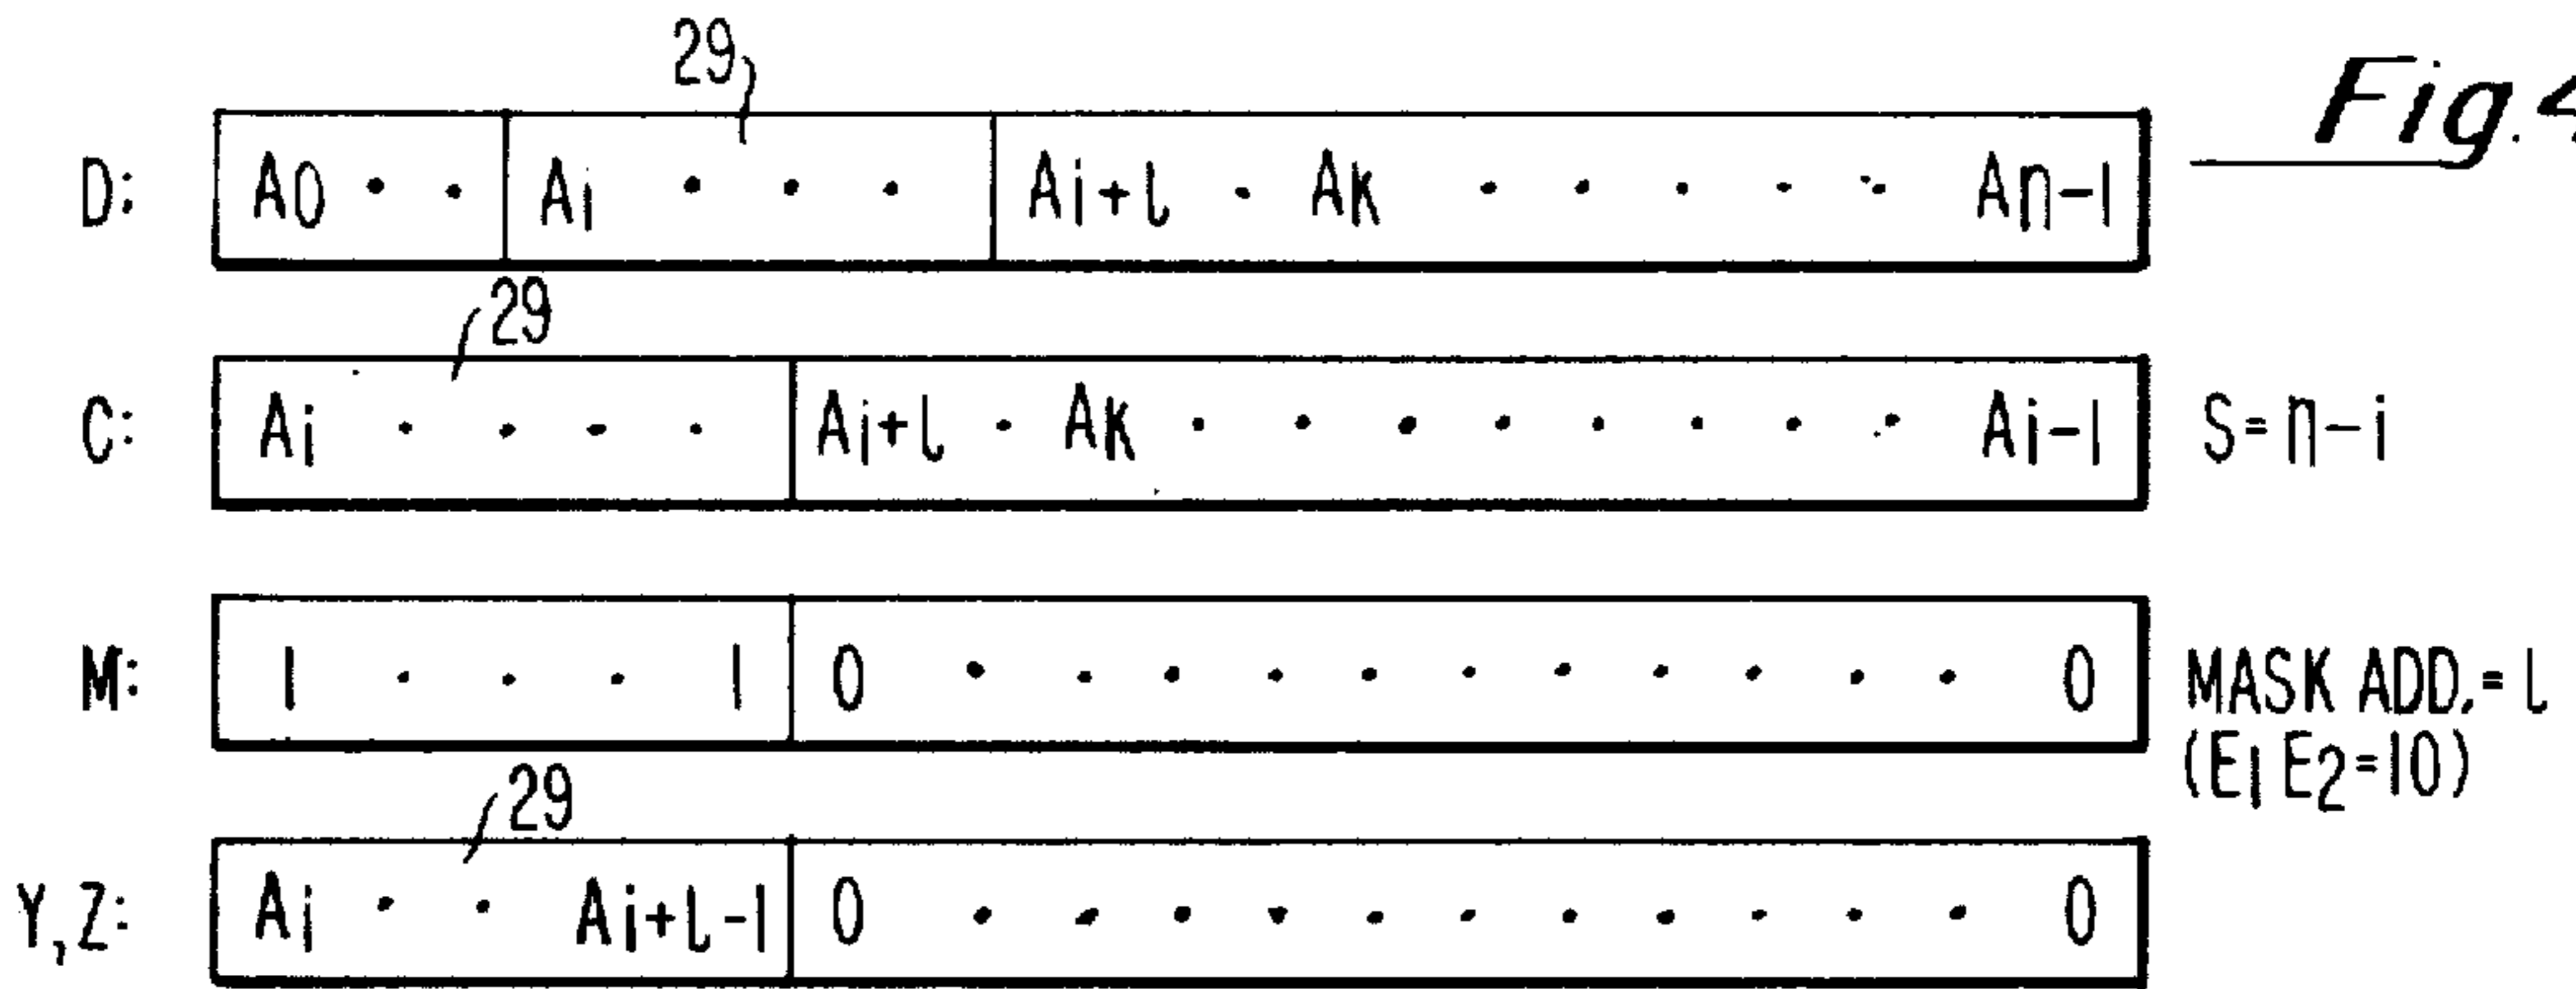 29
Fig.4
D: A0 · · Ai · · · Ai+l · Ak · · · · · An-1
29
C: Ai · · · · Ai+l · Ak · · · · · · · · Ai-1 S=n-i
M: 1 · · · 1 0 · · · · · · · · · · · 0 MASK ADD.=l
(E1 E2=10)
29
Y,Z: Ai · · Ai+l-1 0 · · · · · · · · · · · 0